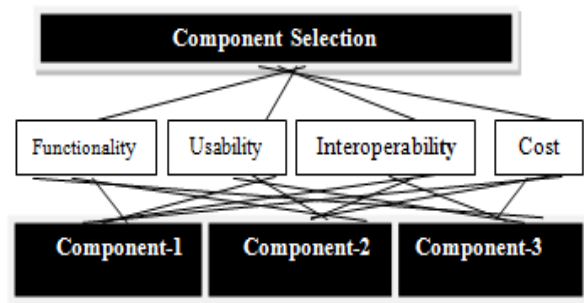 Component Selection
Functionality
Usability
Interoperability
Cost
Component-1
Component-2
Component-3